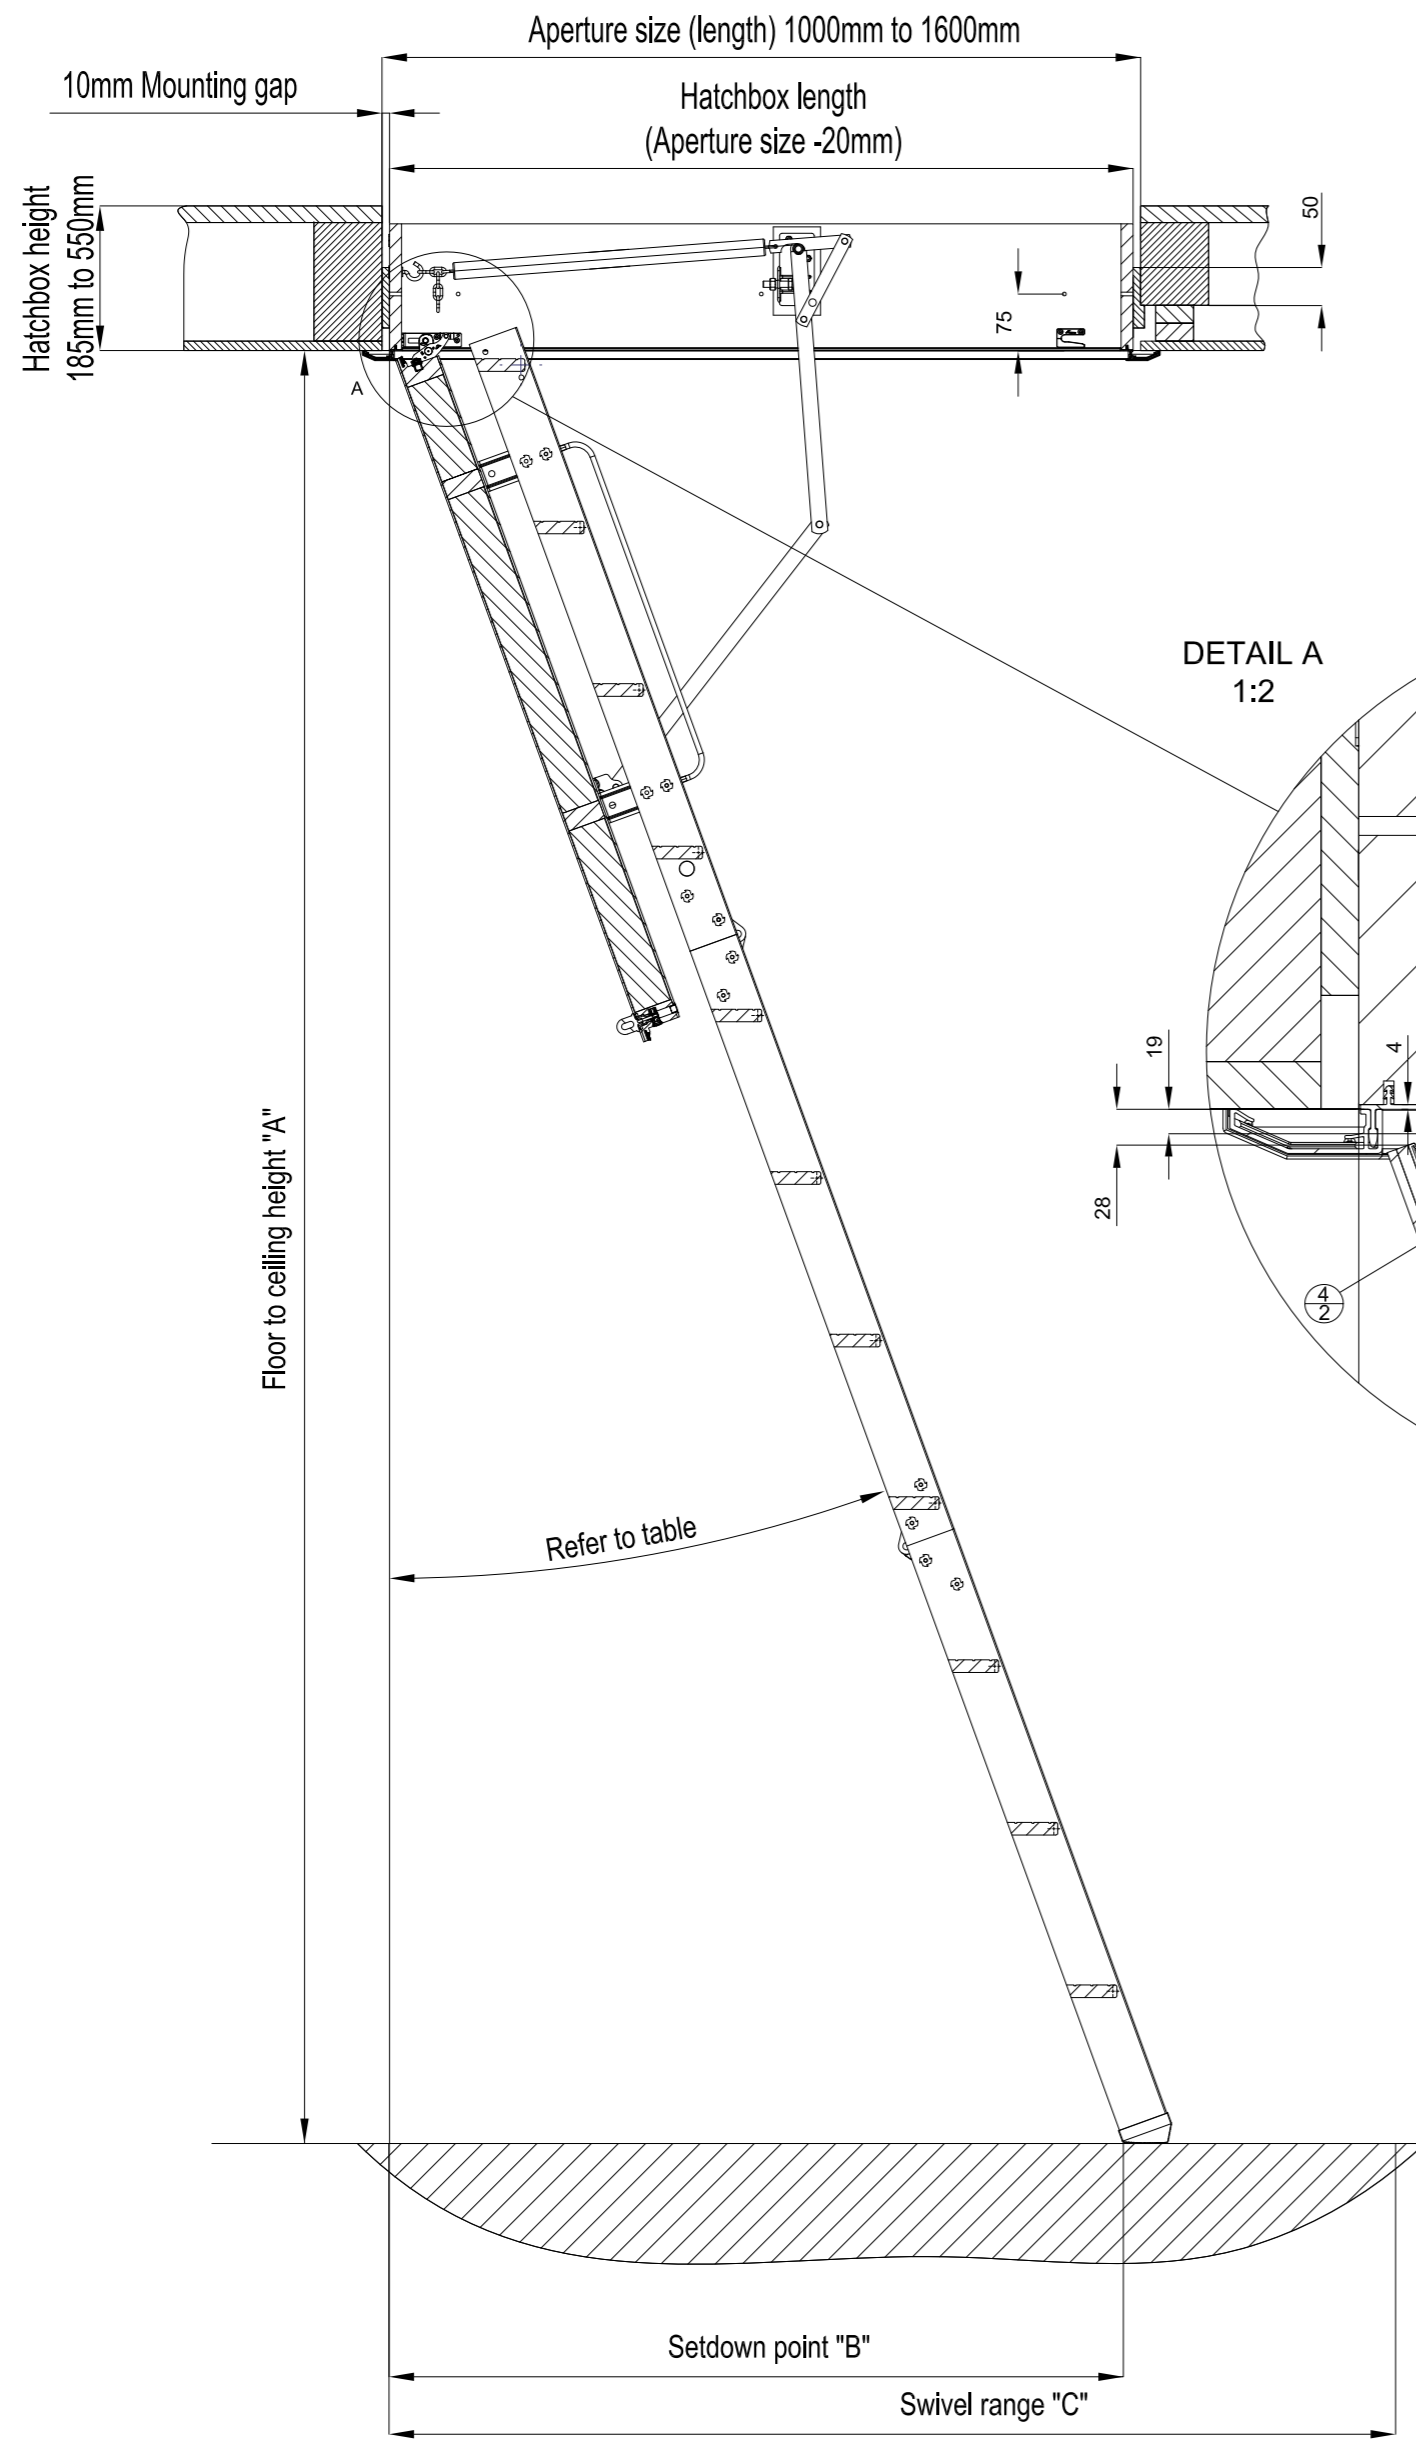 Aperture size (length) 1000mm to 1600mm
10mm Mounting gap
Hatchbox length
(Aperture size -20mm)
Hatchbox height
185mm to 550mm
50
75
A
DETAIL A
1:2
19
4
28
4
2
Floor to ceiling height "A"
Refer to table
Setdown point "B"
Swivel range "C"